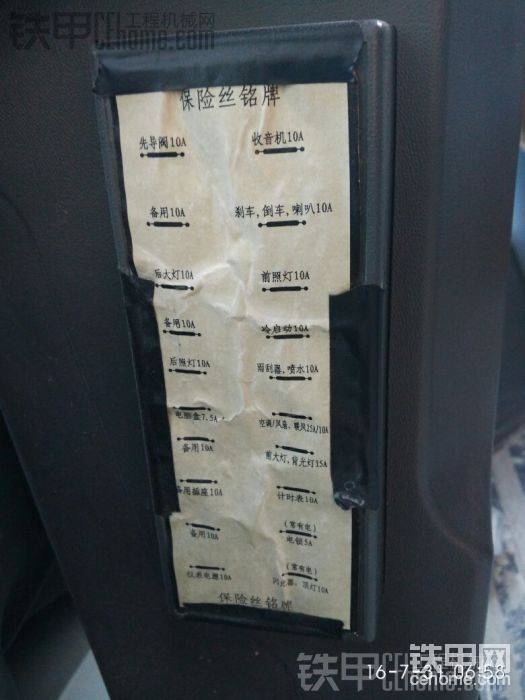 铁甲工程机械网
cehome.com
保险丝铭牌
先导阀10A
收音机10A
备用10A
刹车,倒车,喇叭10A
后大灯10A
前照灯10A
备用10A
冷启动10A
后照灯10A
雨刮器,喷水10A
电脑盒7.5A
空调/风扇,暖风25A/10A
备用10A
前大灯,背光灯15A
备用插座10A
计时表10A
备用10A
(常有电)
电锁5A
仪表电源10A
(常有电)
闪光器,顶灯10A
保险丝铭牌
铁甲网
cehome.com
16-7-31 06:58